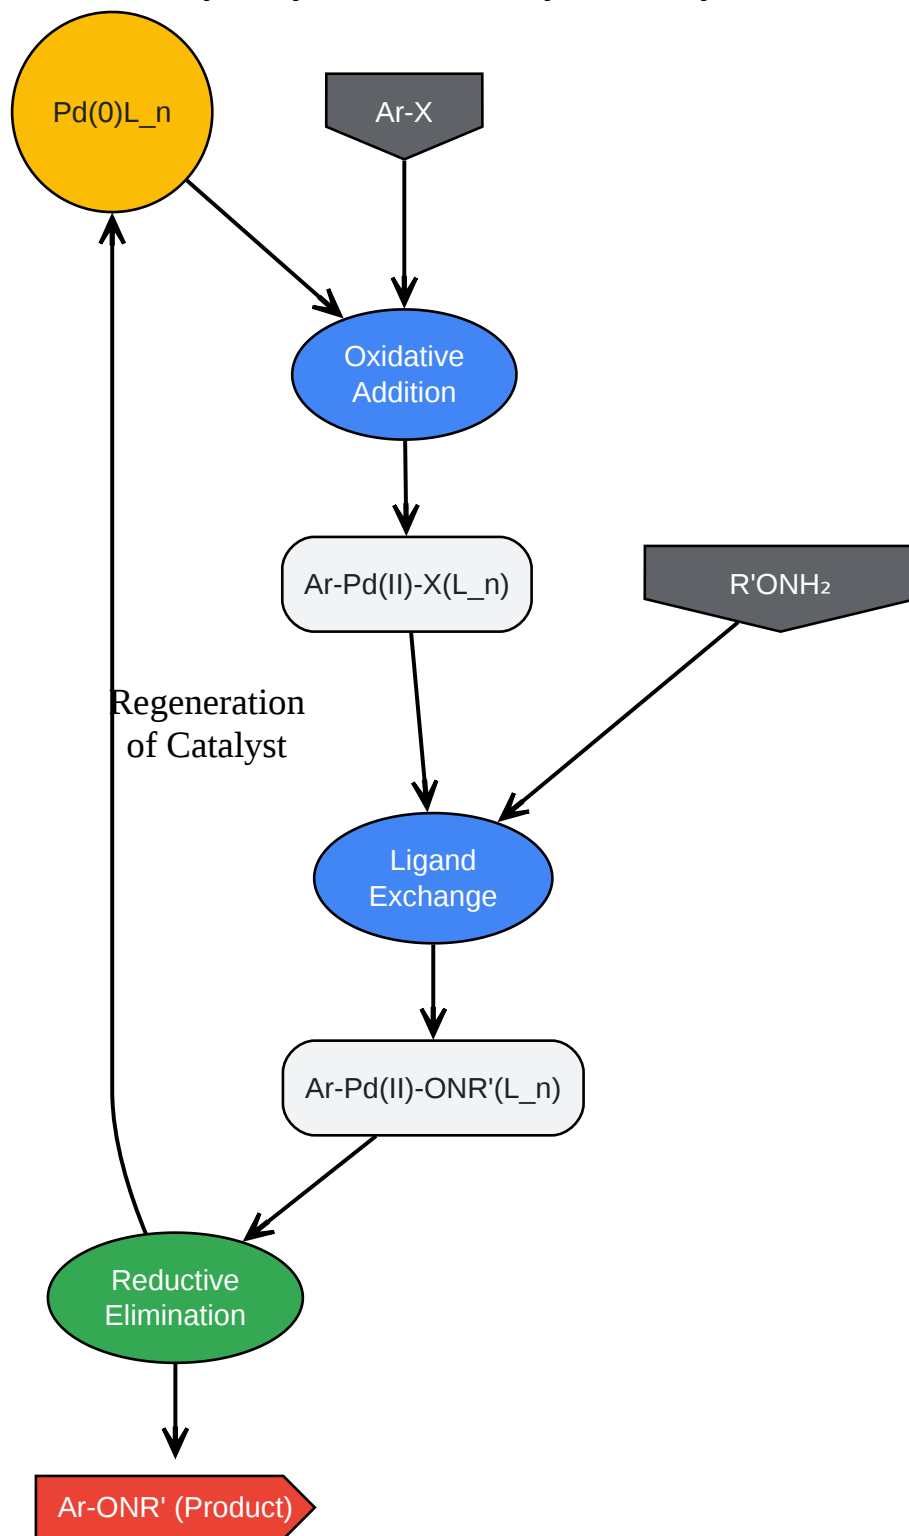 Pd(0)L_n
Ar-X
Oxidative
Addition
Ar-Pd(II)-X(L_n)
R'ONH₂
Regeneration
of Catalyst
Ligand
Exchange
Ar-Pd(II)-ONR'(L_n)
Reductive
Elimination
Ar-ONR' (Product)